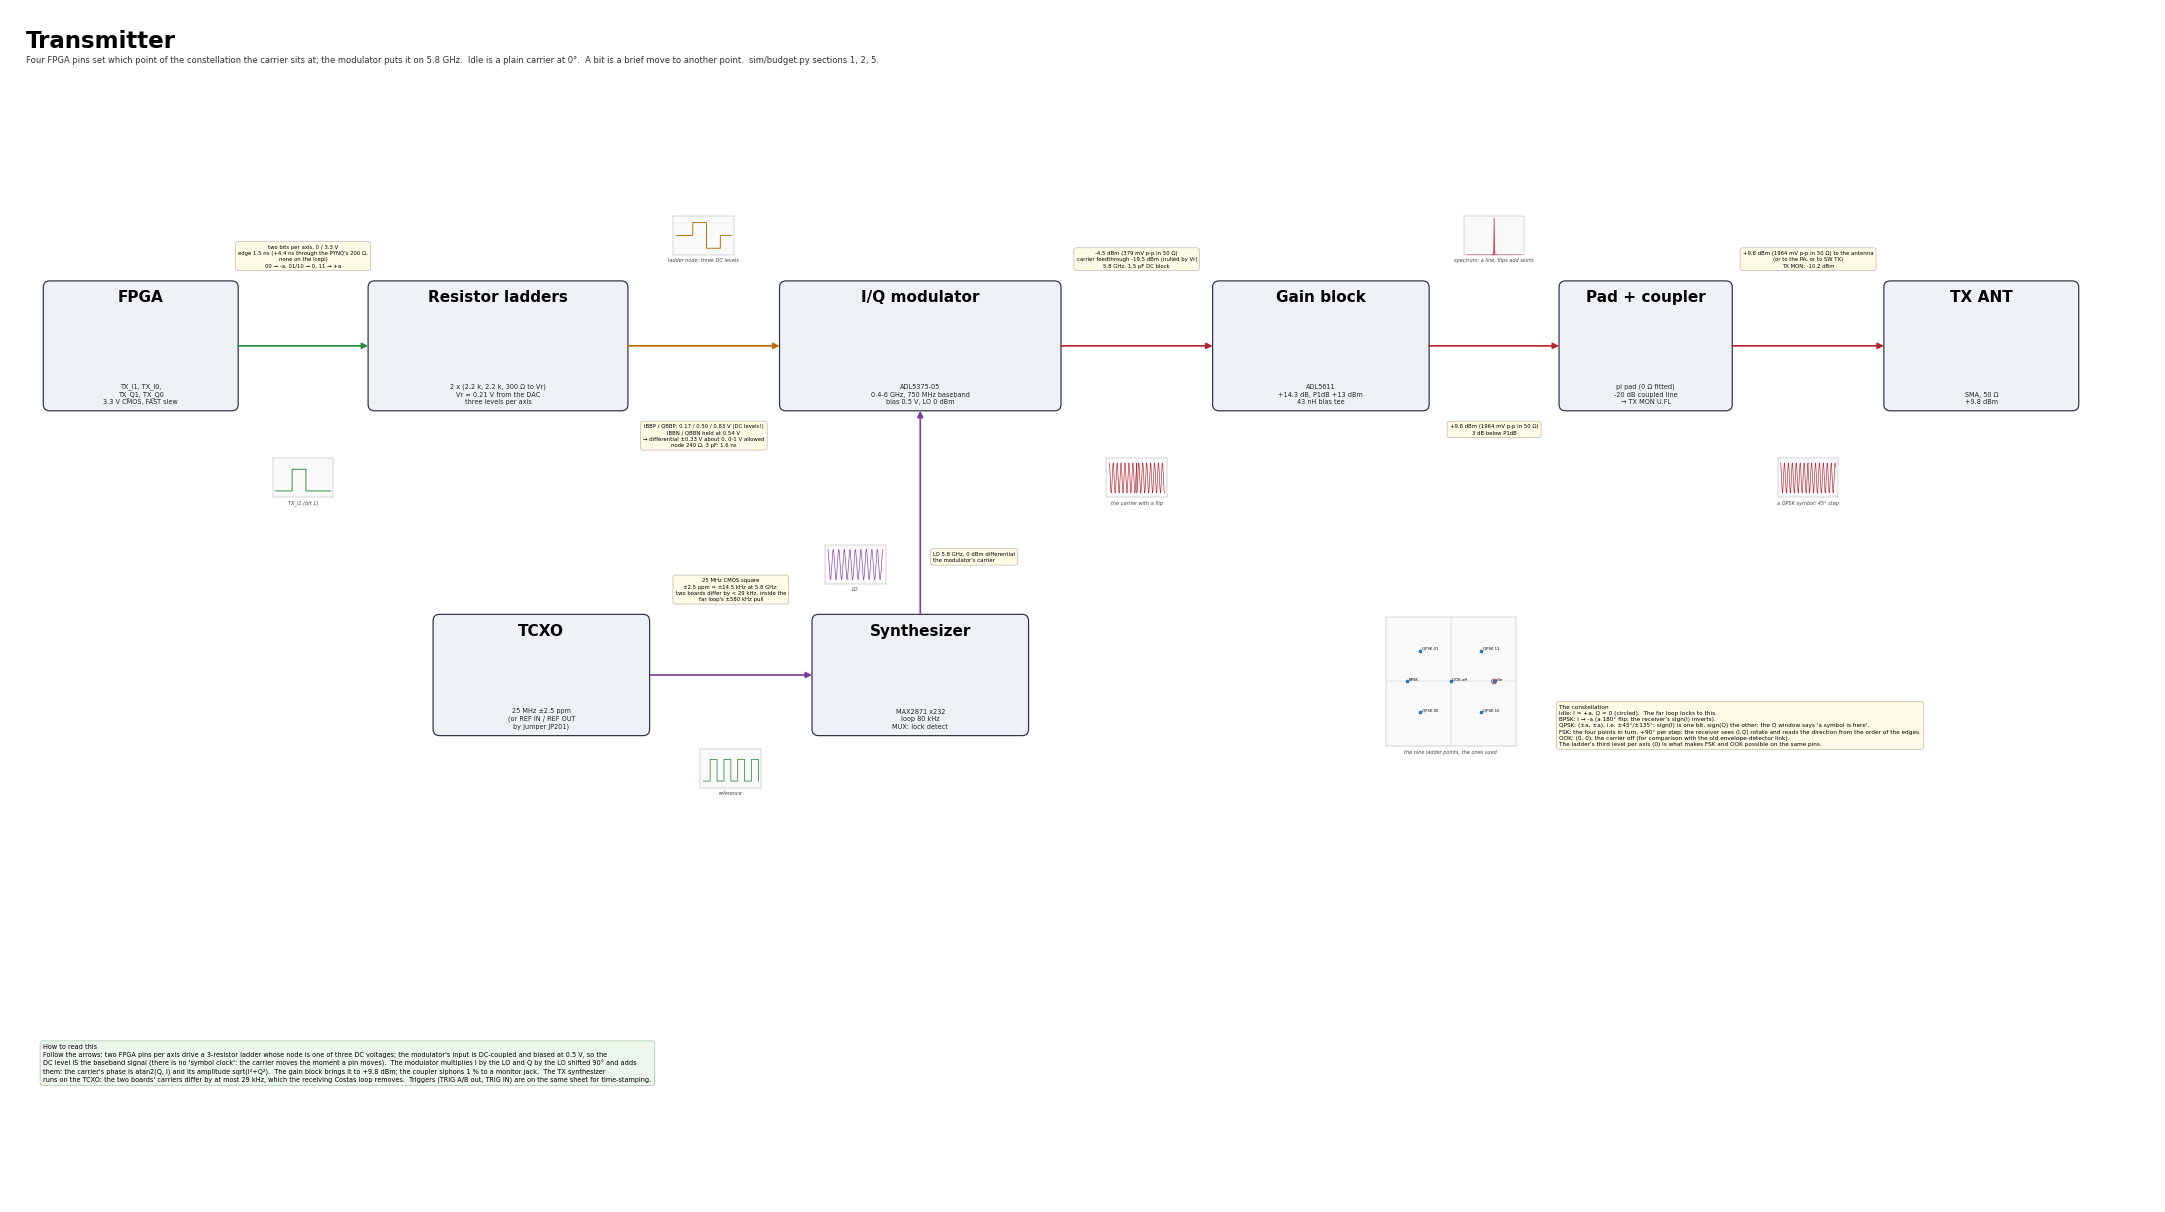 Transmitter
Four FPGA pins set which point of the constellation the carrier sits at; the modulator puts it on 5.8 GHz.  Idle is a plain carrier at 0°.  A bit is a brief move to another point.  sim/budget.py sections 1, 2, 5.
two bits per axis, 0 / 3.3 V
edge 1.5 ns (+4.4 ns through the PYNQ's 200 Ω,
none on the Icepi)
00 → -a, 01/10 → 0, 11 → +a
ladder node: three DC levels
-4.5 dBm (379 mV p-p in 50 Ω)
carrier feedthrough -19.5 dBm (nulled by Vr)
5.8 GHz, 1.5 pF DC block
spectrum: a line, flips add skirts
+9.8 dBm (1964 mV p-p in 50 Ω) to the antenna
(or to the PA, or to SW TX)
TX MON: -10.2 dBm
FPGA
TX_I1, TX_I0,
TX_Q1, TX_Q0
3.3 V CMOS, FAST slew
Resistor ladders
2 x (2.2 k, 2.2 k, 300 Ω to Vr)
Vr = 0.21 V from the DAC
three levels per axis
I/Q modulator
ADL5375-05
0.4-6 GHz, 750 MHz baseband
bias 0.5 V, LO 0 dBm
Gain block
ADL5611
+14.3 dB, P1dB +13 dBm
43 nH bias tee
Pad + coupler
pi pad (0 Ω fitted)
-20 dB coupled line
→ TX MON U.FL
TX ANT
SMA, 50 Ω
+9.8 dBm
IBBP / QBBP: 0.17 / 0.50 / 0.83 V (DC levels!)
IBBN / QBBN held at 0.54 V
→ differential ±0.33 V about 0, 0-1 V allowed
node 240 Ω, 3 pF: 1.6 ns
+9.8 dBm (1964 mV p-p in 50 Ω)
3 dB below P1dB
TX_I1 (bit 1)
the carrier with a flip
a QPSK symbol: 45° step
LO 5.8 GHz, 0 dBm differential
the modulator's carrier
LO
25 MHz CMOS square
±2.5 ppm = ±14.5 kHz at 5.8 GHz:
two boards differ by < 29 kHz, inside the
far loop's ±580 kHz pull
TCXO
25 MHz ±2.5 ppm
(or REF IN / REF OUT
by jumper JP201)
Synthesizer
MAX2871 x232
loop 80 kHz
MUX: lock detect
reference
QPSK 01
QPSK 11
BPSK
OOK off
QPSK 00
QPSK 10
the nine ladder points, the ones used
The constellation
Idle: I = +a, Q = 0 (circled).  The far loop locks to this.
BPSK: I → -a (a 180° flip: the receiver's sign(I) inverts).
QPSK: (±a, ±a), i.e. ±45°/±135°: sign(I) is one bit, sign(Q) the other; the Q window says 'a symbol is here'.
FSK: the four points in turn, +90° per step: the receiver sees (I,Q) rotate and reads the direction from the order of the edges.
OOK: (0, 0), the carrier off (for comparison with the old envelope-detector link).
The ladder's third level per axis (0) is what makes FSK and OOK possible on the same pins.
How to read this
Follow the arrows: two FPGA pins per axis drive a 3-resistor ladder whose node is one of three DC voltages; the modulator's input is DC-coupled and biased at 0.5 V, so the
DC level IS the baseband signal (there is no 'symbol clock': the carrier moves the moment a pin moves).  The modulator multiplies I by the LO and Q by the LO shifted 90° and adds
them: the carrier's phase is atan2(Q, I) and its amplitude sqrt(I²+Q²).  The gain block brings it to +9.8 dBm; the coupler siphons 1 % to a monitor jack.  The TX synthesizer
runs on the TCXO: the two boards' carriers differ by at most 29 kHz, which the receiving Costas loop removes.  Triggers (TRIG A/B out, TRIG IN) are on the same sheet for time-stamping.